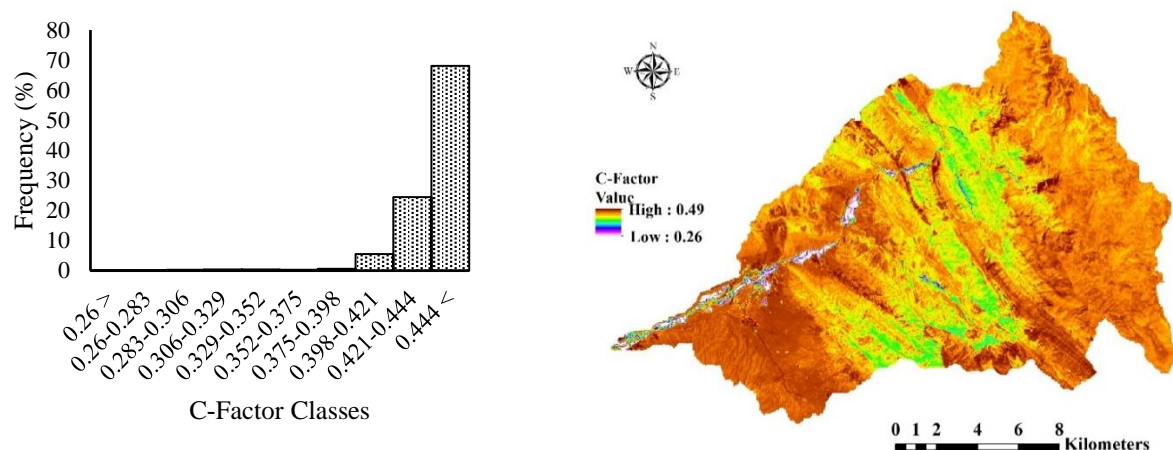 80
70
60
50
40
30
20
10
0
Frequency (%)
0.26 >
0.26-0.283
0.283-0.306
0.306-0.329
0.329-0.352
0.352-0.375
0.375-0.398
0.398-0.421
0.421-0.444
0.444 <
C-Factor Classes
N
W E
S
C-Factor
Value
High : 0.49
Low : 0.26
0 1 2 4 6 8
Kilometers